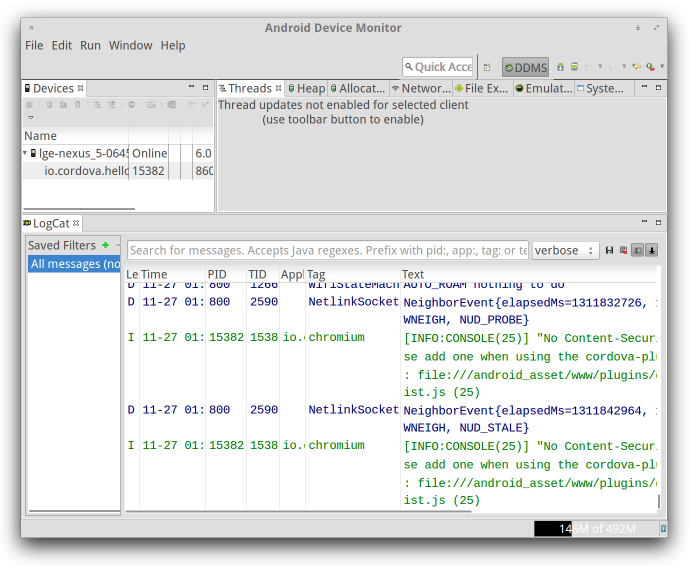 Android Device Monitor
File Edit Run Window Help
Quick Acce
DDMS
Devices
Threads Heap Allocat... Networ... File Ex... Emulat... Syste...
Thread updates not enabled for selected client
(use toolbar button to enable)
Name
lge-nexus_5-0645 Online 6.0
io.cordova.hello 15382 860
LogCat
Saved Filters
All messages (no
Search for messages. Accepts Java regexes. Prefix with pid:, app:, tag: or te
verbose
Le Time PID TID Appl Tag Text
D 11-27 01: 800 1266 WifiStateMach AUTO_ROAM nothing to do
D 11-27 01: 800 2590 NetlinkSocket NeighborEvent{elapsedMs=1311832726,
WNEIGH, NUD_PROBE}
I 11-27 01: 15382 1538 io.c chromium [INFO:CONSOLE(25)] "No Content-Securi
se add one when using the cordova-plu
: file:///android_asset/www/plugins/c
ist.js (25)
D 11-27 01: 800 2590 NetlinkSocket NeighborEvent{elapsedMs=1311842964,
WNEIGH, NUD_STALE}
I 11-27 01: 15382 1538 io.c chromium [INFO:CONSOLE(25)] "No Content-Securi
se add one when using the cordova-plu
: file:///android_asset/www/plugins/c
ist.js (25)
146M of 492M